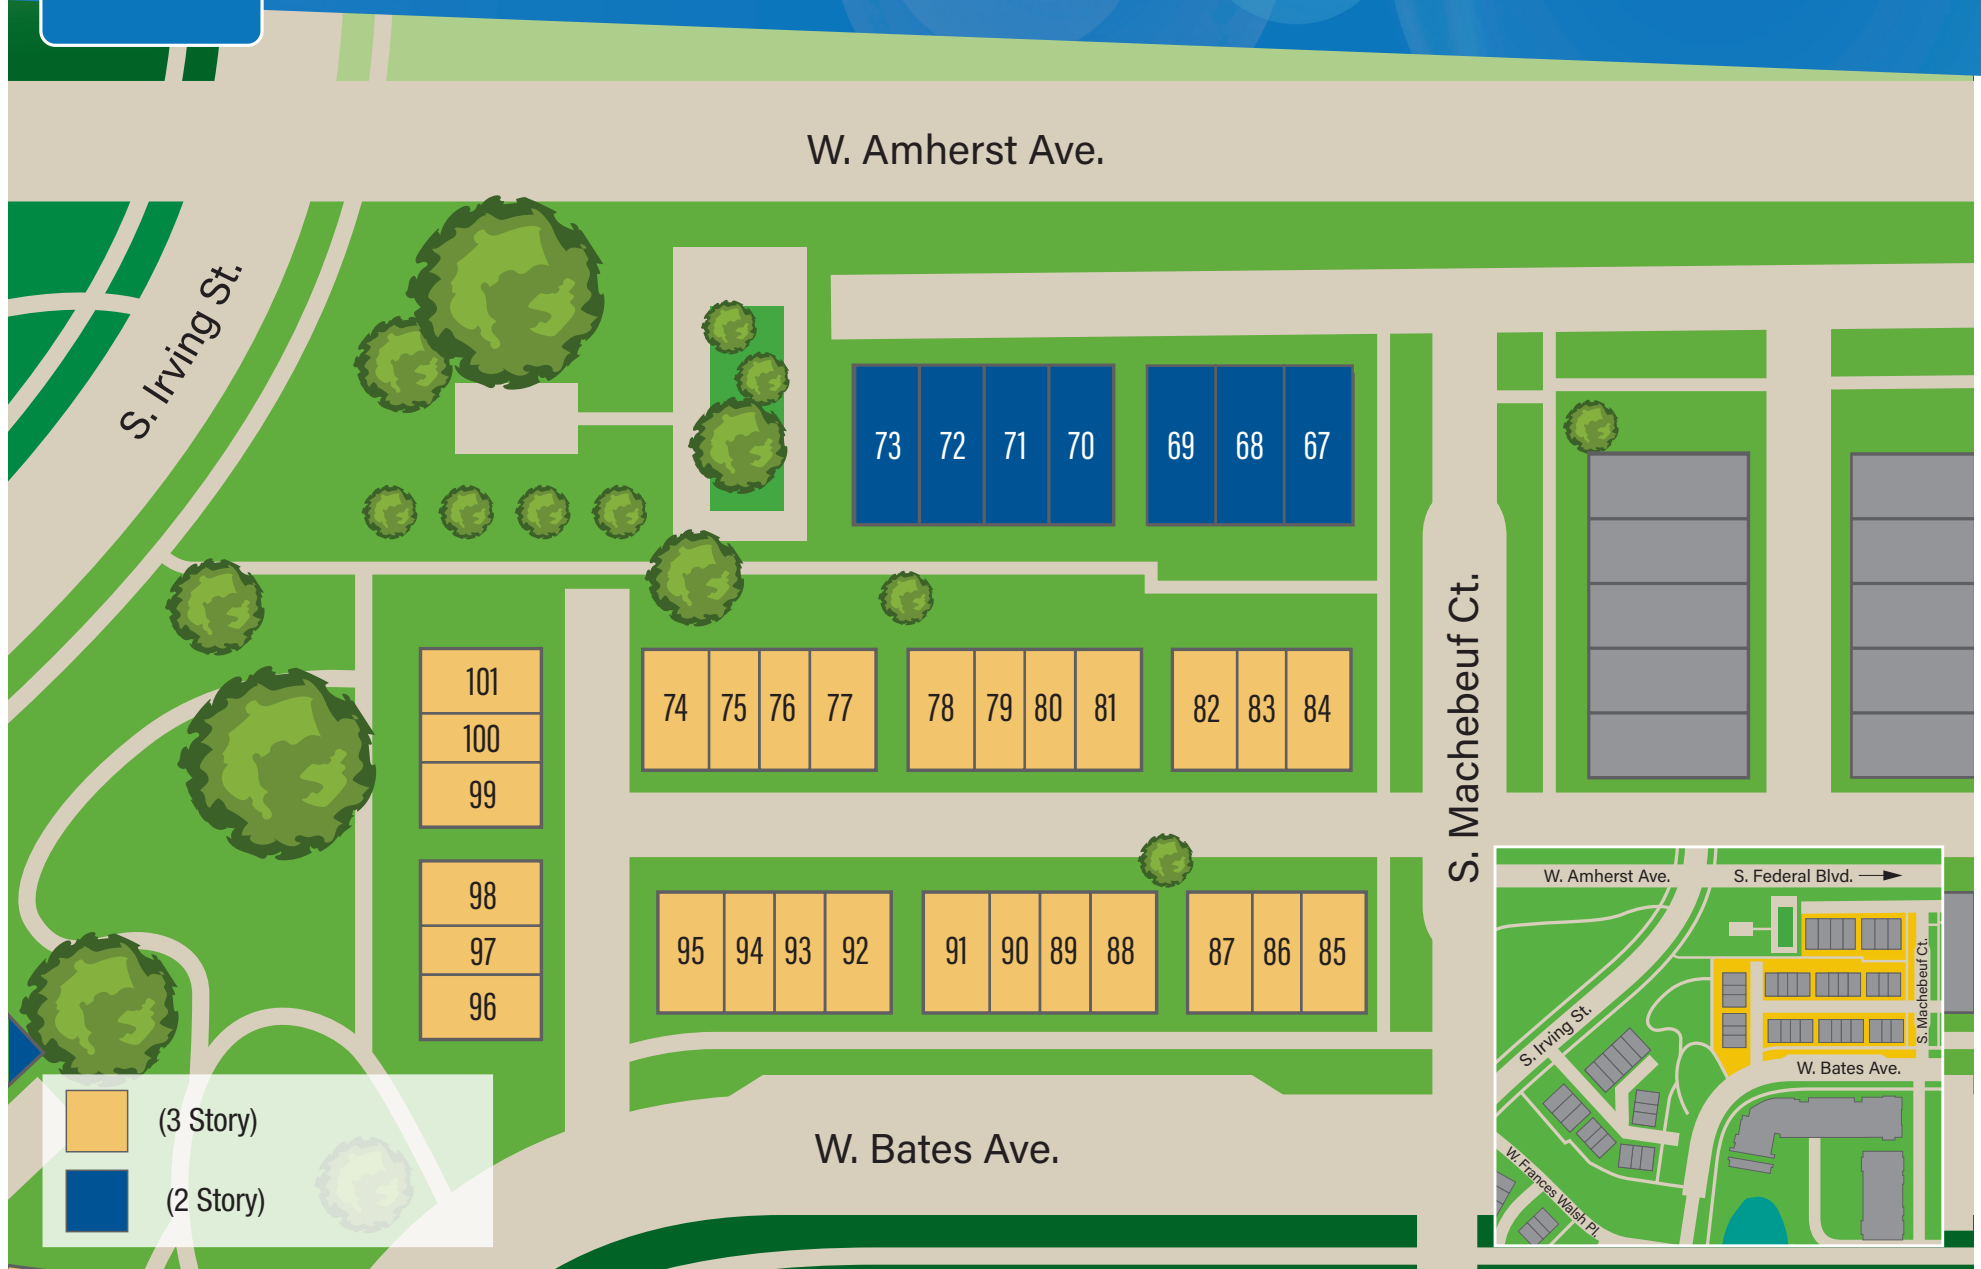 W. Amherst Ave.
S. Irving St.
73 72 71 70 69 68 67
S. Machebeuf Ct.
101
100
99
74 75 76 77 78 79 80 81 82 83 84
98
97
96
95 94 93 92 91 90 89 88 87 86 85
W. Bates Ave.
(3 Story)
(2 Story)
W. Amherst Ave.
S. Federal Blvd.
S. Machebeuf Ct.
S. Irving St.
W. Bates Ave.
W. Frances Walsh Pl.